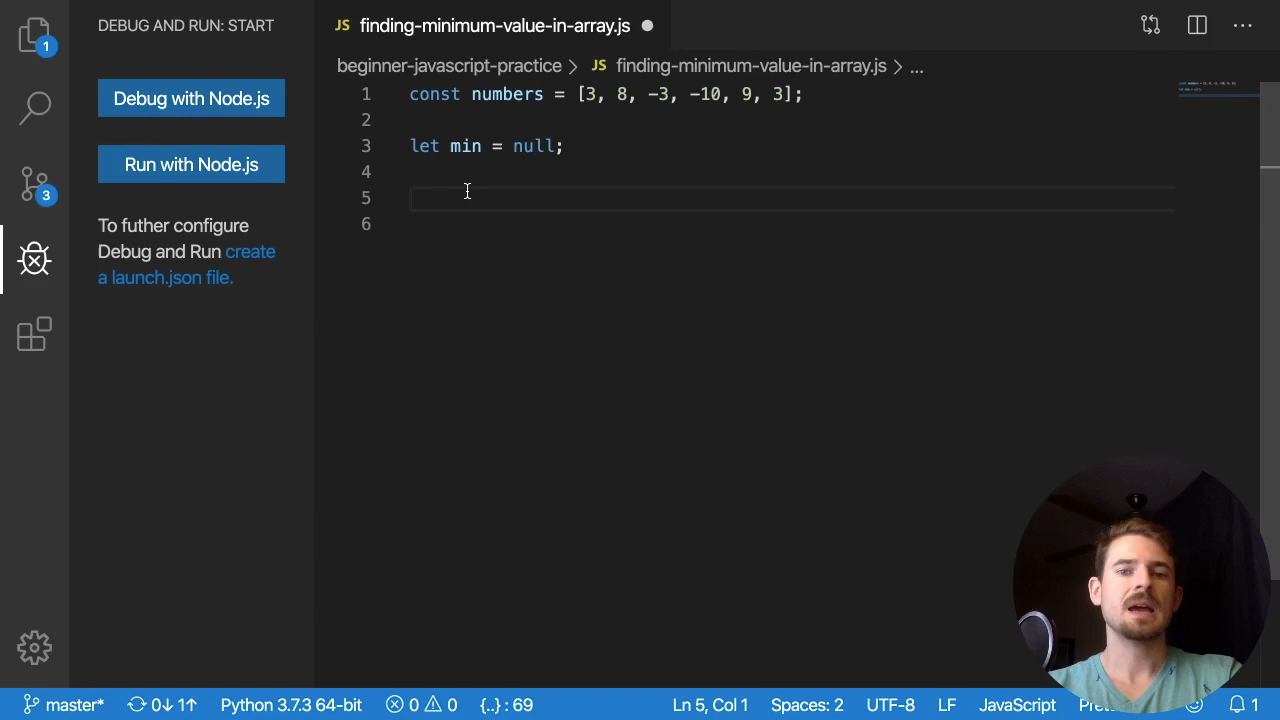 DEBUG AND RUN: START
Debug with Node.js
Run with Node.js
To futher configure
Debug and Run create
a launch.json file.
1
3
JS finding-minimum-value-in-array.js
beginner-javascript-practice > JS finding-minimum-value-in-array.js > ...
1 const numbers = [3, 8, -3, -10, 9, 3];
2
3 let min = null;
4
5
6
master* 0↓ 1↑ Python 3.7.3 64-bit 0 0 {..} : 69 Ln 5, Col 1 Spaces: 2 UTF-8 LF JavaScript 1